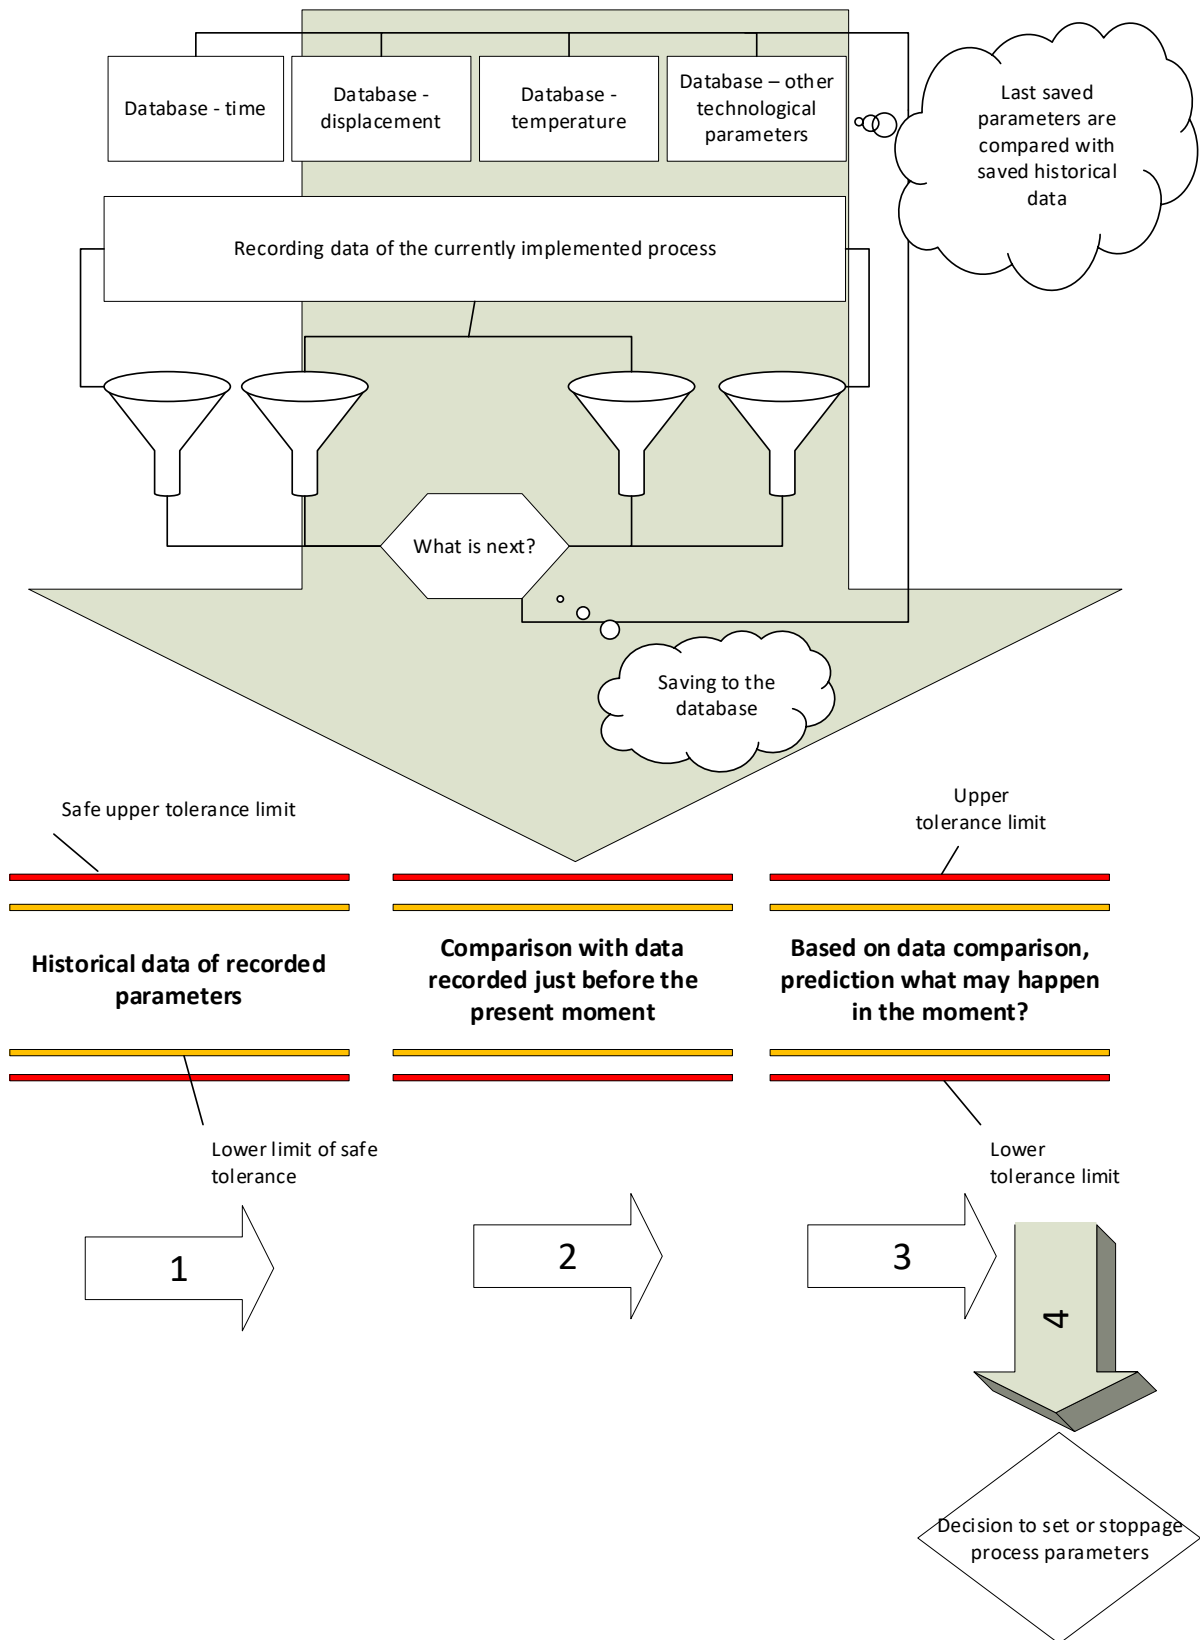 Database - time
Database -
displacement
Database -
temperature
Database – other
technological
parameters
Last saved
parameters are
compared with
saved historical
data
Recording data of the currently implemented process
What is next?
Saving to the
database
Safe upper tolerance limit
Upper
tolerance limit
Historical data of recorded
parameters
Comparison with data
recorded just before the
present moment
Based on data comparison,
prediction what may happen
in the moment?
Lower limit of safe
tolerance
Lower
tolerance limit
1
2
3
4
Decision to set or stoppage
process parameters